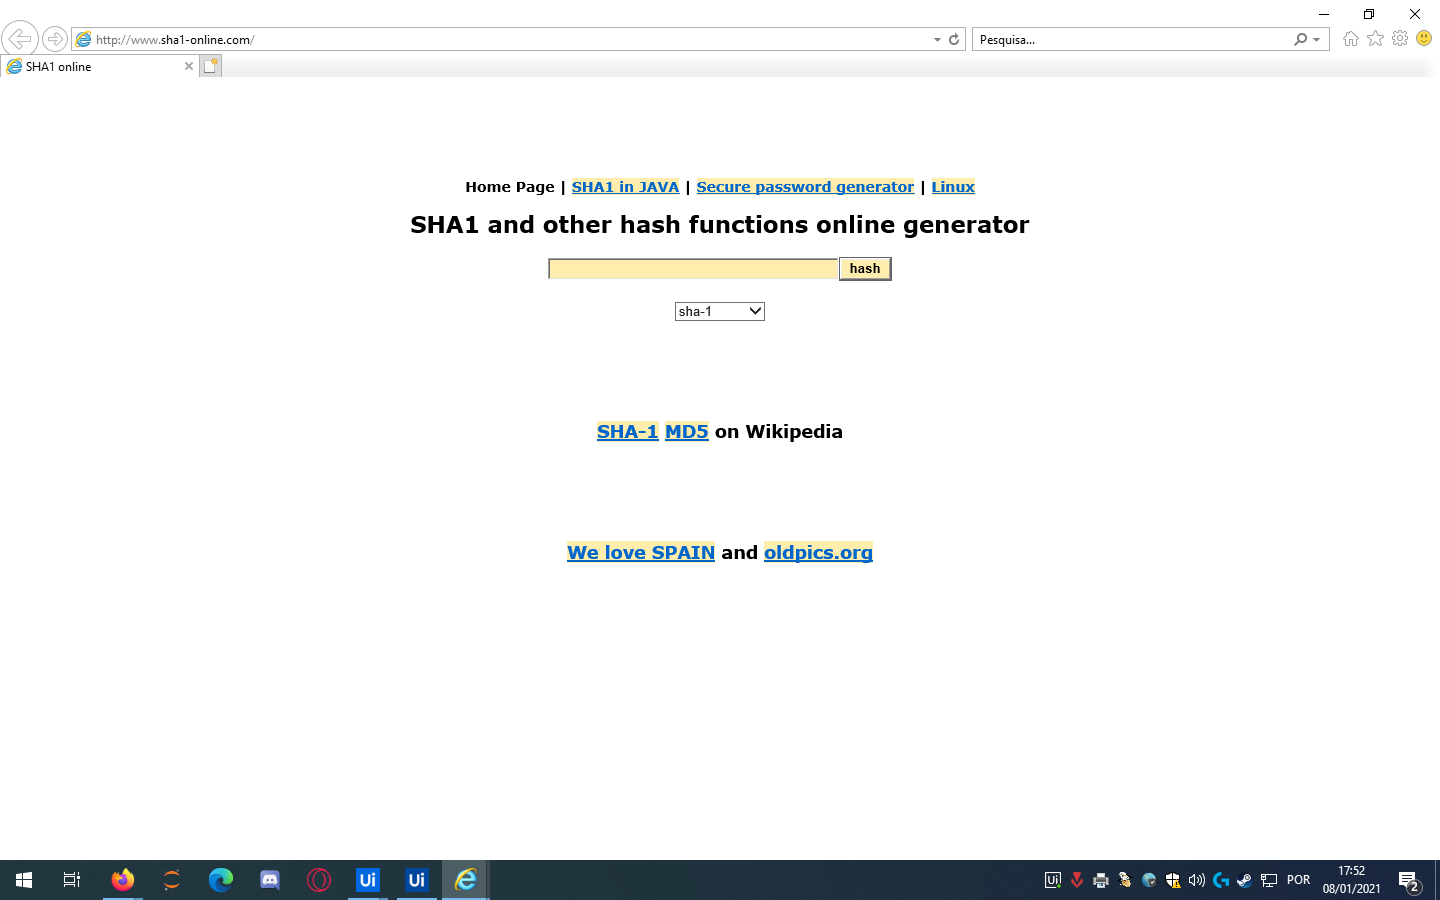 http://www.sha1-online.com/
Pesquisa...
SHA1 online
Home Page | SHA1 in JAVA | Secure password generator | Linux
SHA1 and other hash functions online generator
hash
sha-1
SHA-1 MD5 on Wikipedia
We love SPAIN and oldpics.org
Ui Ui
Ui
POR
17:52
08/01/2021
2